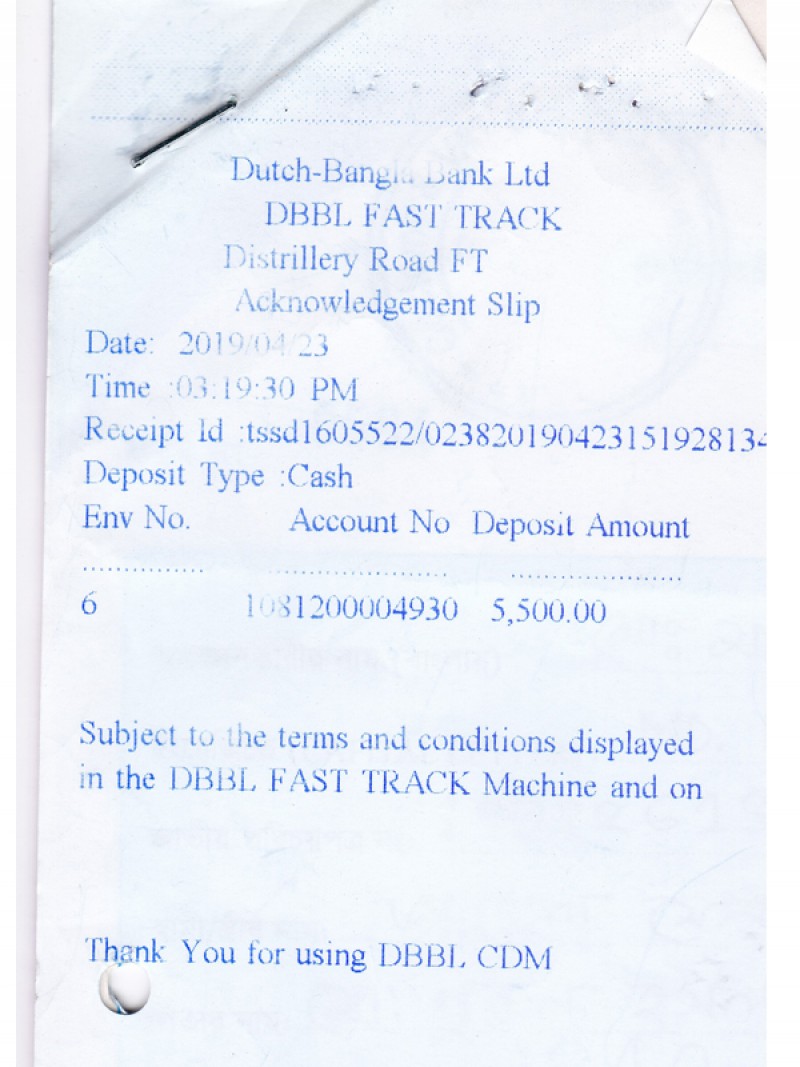 Dutch-Bangla Bank Ltd
DBBL FAST TRACK
Distrillery Road FT
Acknowledgement Slip
Date: 2019/04/23
Time :03:19:30 PM
Receipt Id :tssd1605522/023820190423151928134
Deposit Type :Cash
Env No. Account No Deposit Amount
6 1081200004930 5,500.00
Subject to the terms and conditions displayed
in the DBBL FAST TRACK Machine and on
Thank You for using DBBL CDM